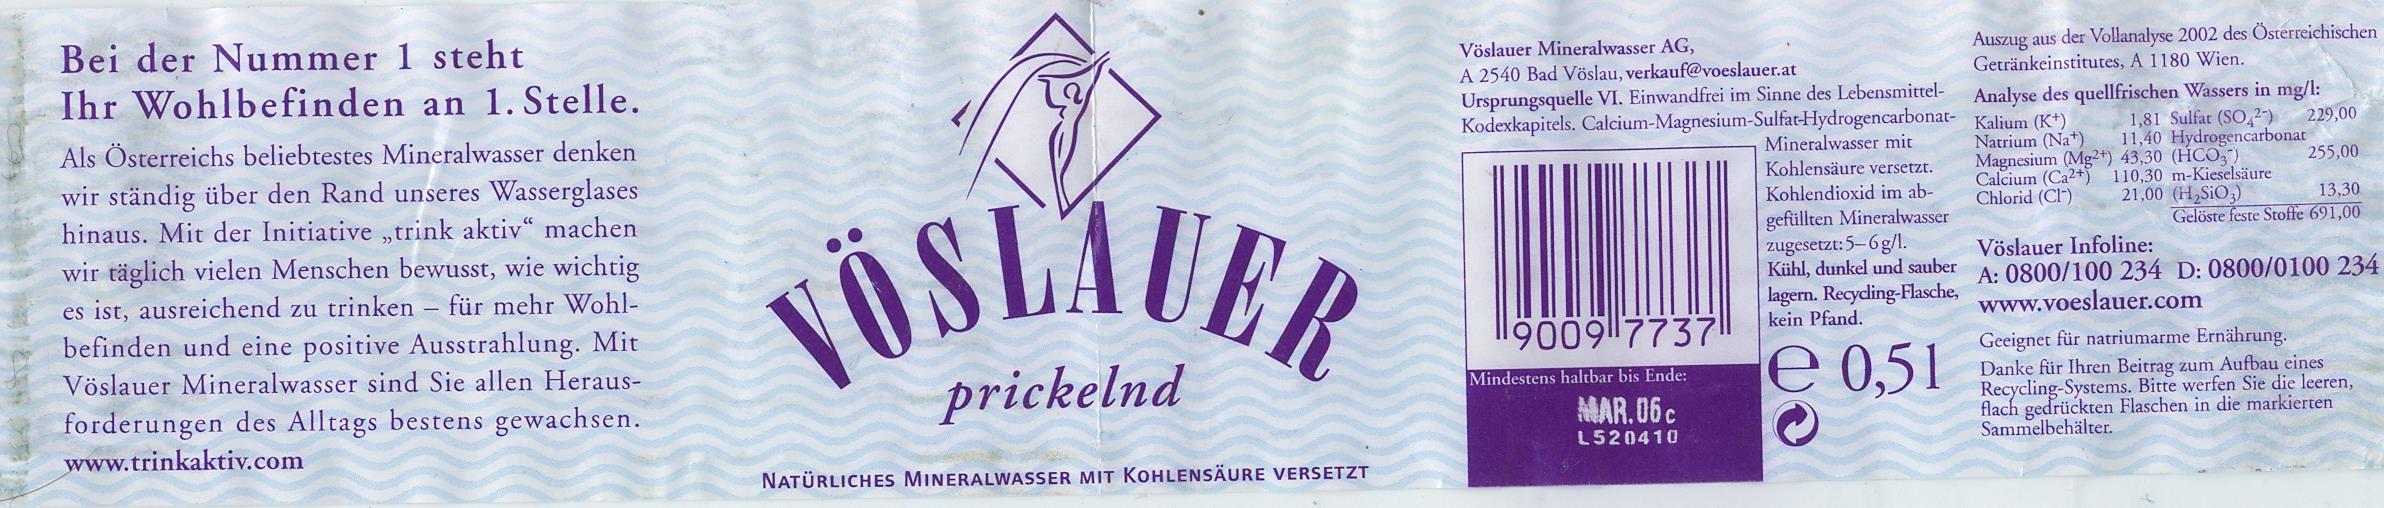 Bei der Nummer 1 steht
Ihr Wohlbefinden an 1. Stelle.
Als Österreichs beliebtestes Mineralwasser denken
wir ständig über den Rand unseres Wasserglases
hinaus. Mit der Initiative „trink aktiv“ machen
wir täglich vielen Menschen bewusst, wie wichtig
es ist, ausreichend zu trinken – für mehr Wohl-
befinden und eine positive Ausstrahlung. Mit
Vöslauer Mineralwasser sind Sie allen Heraus-
forderungen des Alltags bestens gewachsen.
www.trinkaktiv.com
VÖSLAUER
prickelnd
NATÜRLICHES MINERALWASSER MIT KOHLENSÄURE VERSETZT
Vöslauer Mineralwasser AG,
A 2540 Bad Vöslau, verkauf@voeslauer.at
Ursprungsquelle VI. Einwandfrei im Sinne des Lebensmittel-
Kodexkapitels. Calcium-Magnesium-Sulfat-Hydrogencarbonat-
Mineralwasser mit
Kohlensäure versetzt.
Kohlendioxid im ab-
gefüllten Mineralwasser
zugesetzt: 5–6 g/l.
Kühl, dunkel und sauber
lagern. Recycling-Flasche,
kein Pfand.
9009 7737
Mindestens haltbar bis Ende:
MAR.06 c
L520410
e 0,5l
Auszug aus der Vollanalyse 2002 des Österreichischen
Getränkeinstitutes, A 1180 Wien.
Analyse des quellfrischen Wassers in mg/l:
Kalium (K⁺) 1,81 Sulfat (SO₄²⁻) 229,00
Natrium (Na⁺) 11,40 Hydrogencarbonat
Magnesium (Mg²⁺) 43,30 (HCO₃⁻) 255,00
Calcium (Ca²⁺) 110,30 m-Kieselsäure
Chlorid (Cl⁻) 21,00 (H₂SiO₃) 13,30
Gelöste feste Stoffe 691,00
Vöslauer Infoline:
A: 0800/100 234 D: 0800/0100 234
www.voeslauer.com
Geeignet für natriumarme Ernährung.
Danke für Ihren Beitrag zum Aufbau eines
Recycling-Systems. Bitte werfen Sie die leeren,
flach gedrückten Flaschen in die markierten
Sammelbehälter.